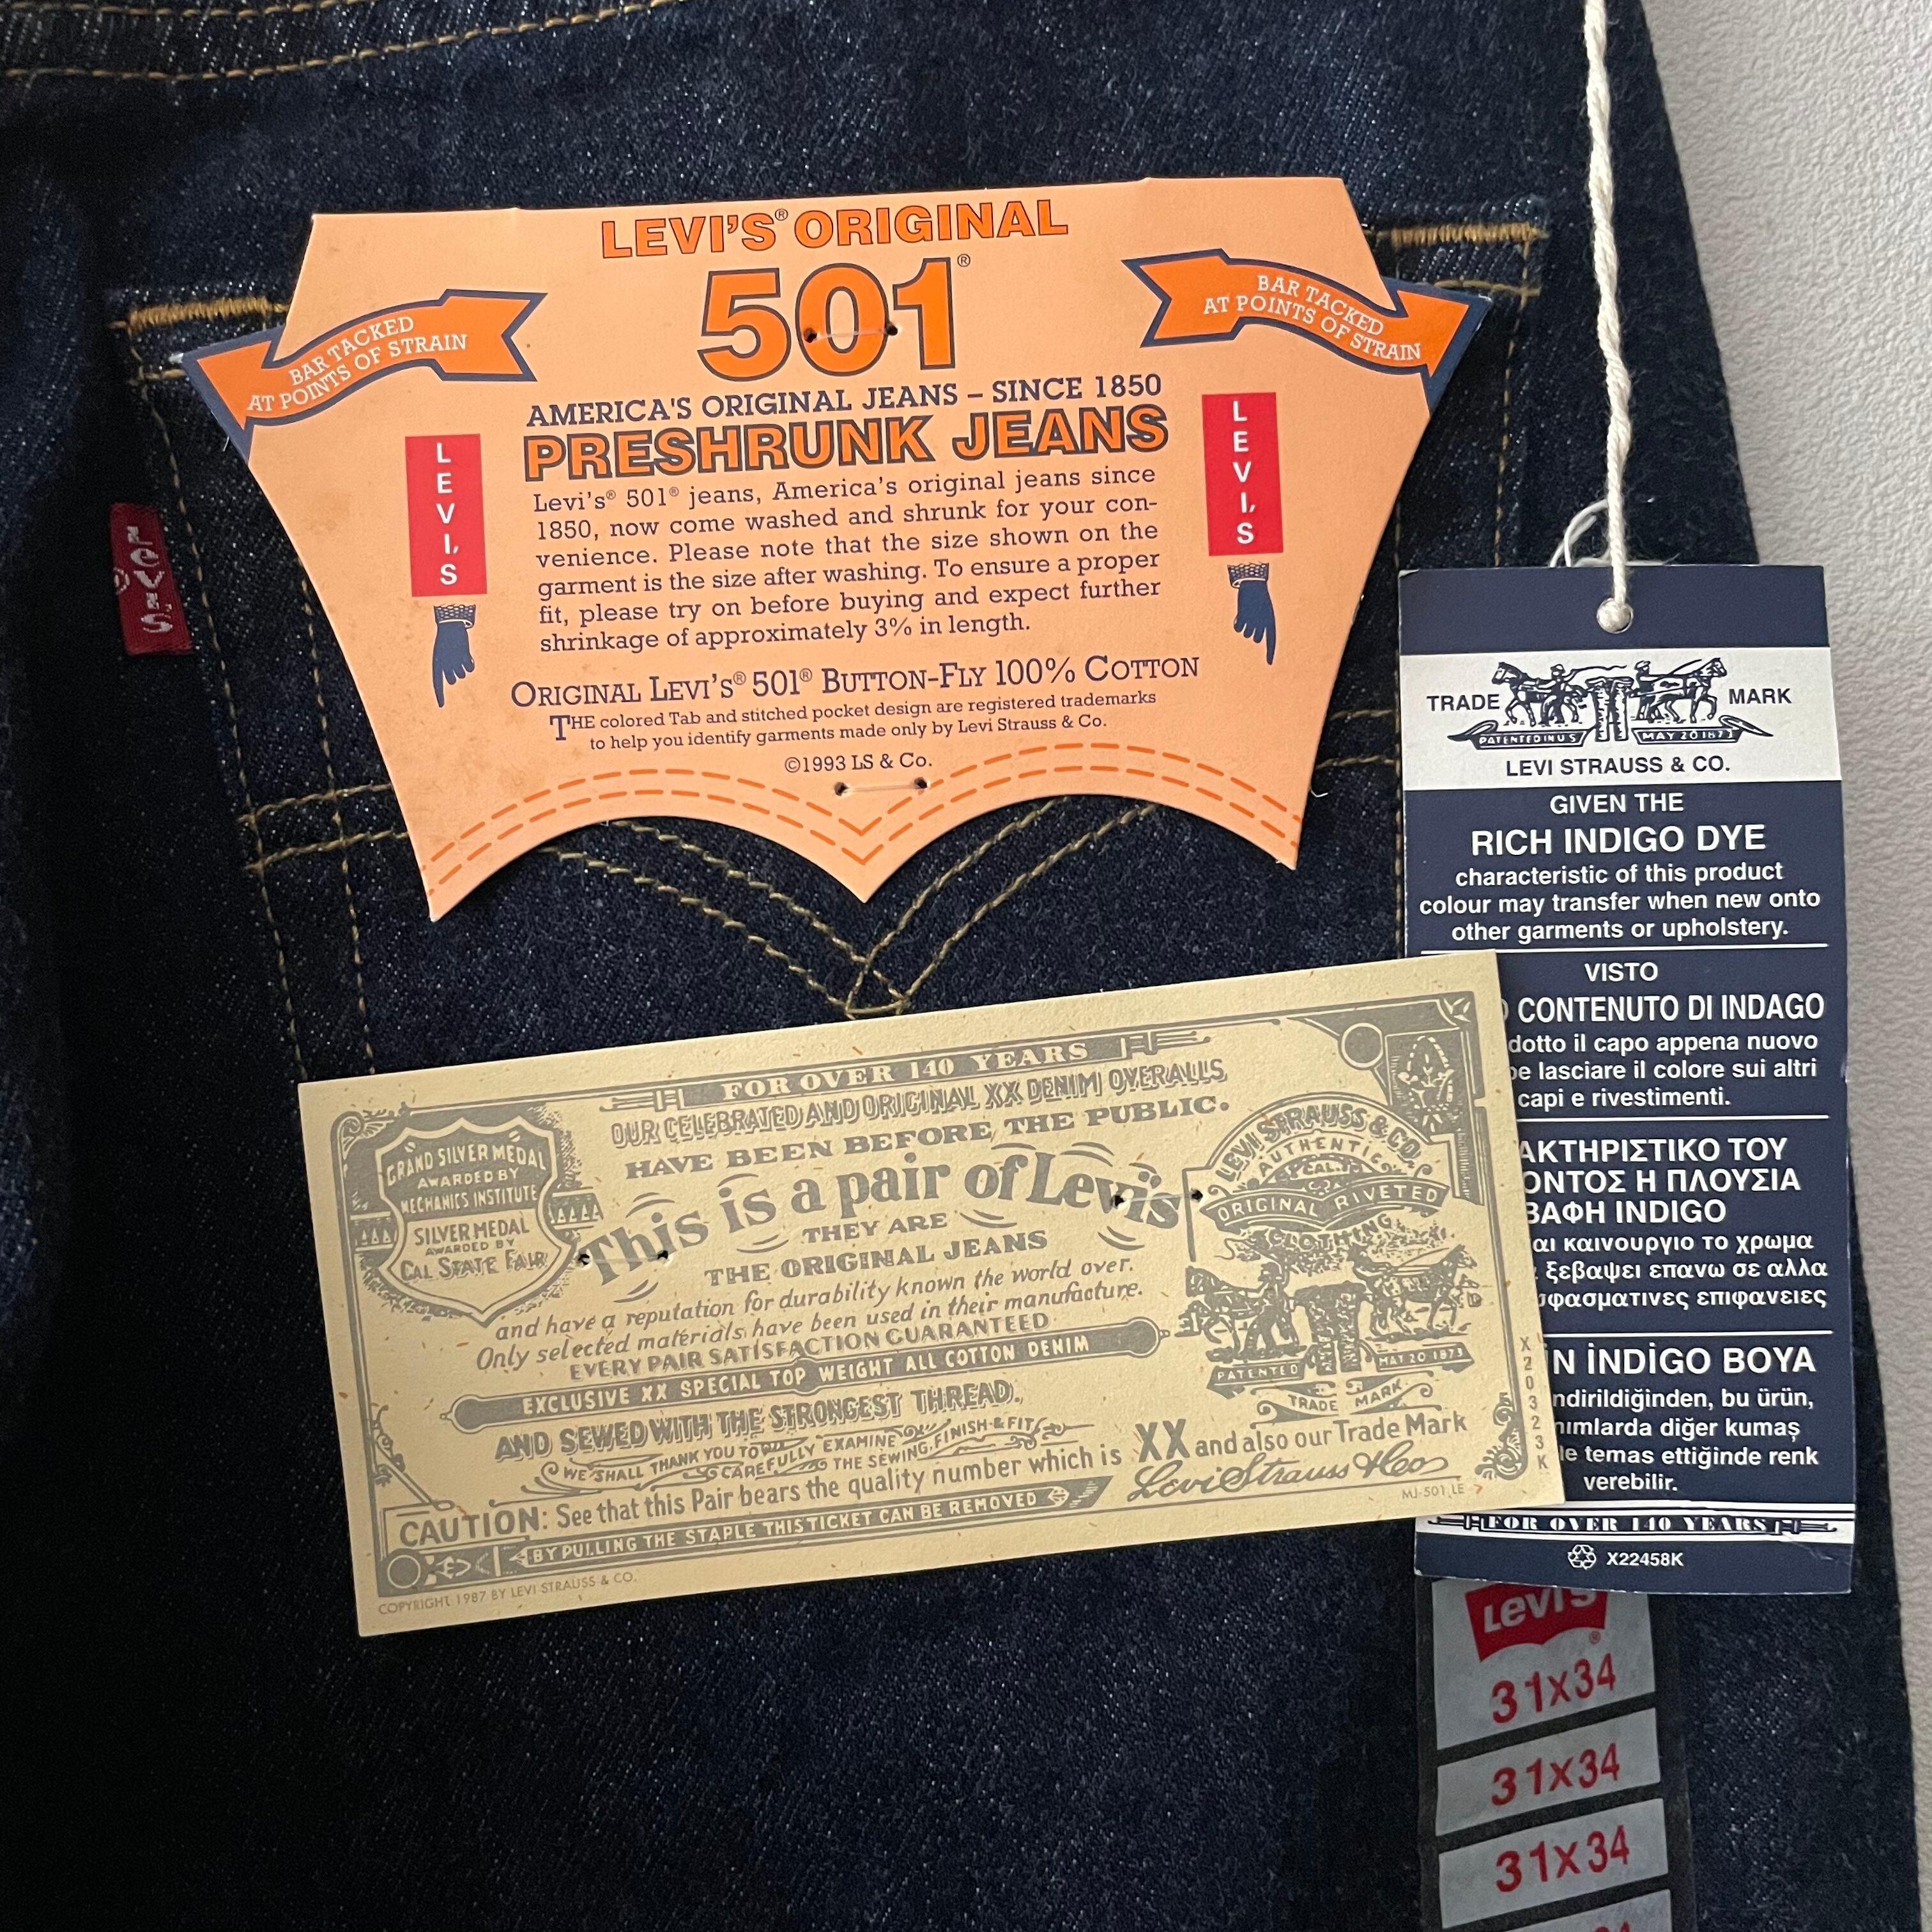 LEVI'S® ORIGINAL
501®
BAR TACKED
AT POINTS OF STRAIN
BAR TACKED
AT POINTS OF STRAIN
AMERICA'S ORIGINAL JEANS – SINCE 1850
PRESHRUNK JEANS
LEVI'S
LEVI'S
Levi's® 501® jeans, America's original jeans since
1850, now come washed and shrunk for your con-
venience. Please note that the size shown on the
garment is the size after washing. To ensure a proper
fit, please try on before buying and expect further
shrinkage of approximately 3% in length.
ORIGINAL LEVI'S® 501® BUTTON-FLY 100% COTTON
THE colored Tab and stitched pocket design are registered trademarks
to help you identify garments made only by Levi Strauss & Co.
©1993 LS & Co.
LEVI'S
®
TRADE MARK
PATENTED IN U S MAY 20 1873
LEVI STRAUSS & CO.
GIVEN THE
RICH INDIGO DYE
characteristic of this product
colour may transfer when new onto
other garments or upholstery.
VISTO
CONTENUTO DI INDAGO
dotto il capo appena nuovo
lasciare il colore sui altri
capi e rivestimenti.
ΑΚΤΗΡΙΣΤΙΚΟ ΤΟΥ
ΟΝΤΟΣ Η ΠΛΟΥΣΙΑ
ΒΑΦΗ INDIGO
αι καινουργιο το χρωμα
ξεβαψει επανω σε αλλα
φασματινες επιφανειες
İN İNDİGO BOYA
ndirildiğinden, bu ürün,
nımlarda diğer kumaş
le temas ettiğinde renk
verebilir.
FOR OVER 140 YEARS
X22458K
FOR OVER 140 YEARS
OUR CELEBRATED AND ORIGINAL XX DENIM OVERALLS
HAVE BEEN BEFORE THE PUBLIC.
This is a pair of Levi's
THEY ARE
THE ORIGINAL JEANS
and have a reputation for durability known the world over.
Only selected materials have been used in their manufacture.
EVERY PAIR SATISFACTION GUARANTEED
EXCLUSIVE XX SPECIAL TOP WEIGHT ALL COTTON DENIM
AND SEWED WITH THE STRONGEST THREAD.
WE SHALL THANK YOU TO CAREFULLY EXAMINE THE SEWING, FINISH & FIT
CAUTION: See that this Pair bears the quality number which is XX and also our Trade Mark
BY PULLING THE STAPLE THIS TICKET CAN BE REMOVED
Levi Strauss & Co
MJ-501 LE
COPYRIGHT 1987 BY LEVI STRAUSS & CO.
GRAND SILVER MEDAL
AWARDED BY
MECHANICS INSTITUTE
SILVER MEDAL
AWARDED BY
CAL STATE FAIR
LEVI STRAUSS & CO.
AUTHENTIC
S.F. CAL.
ORIGINAL RIVETED
CLOTHING
PATENTED MAY 20 1873
TRADE MARK
X20323K
Levi's
®
31x34
31x34
31x34